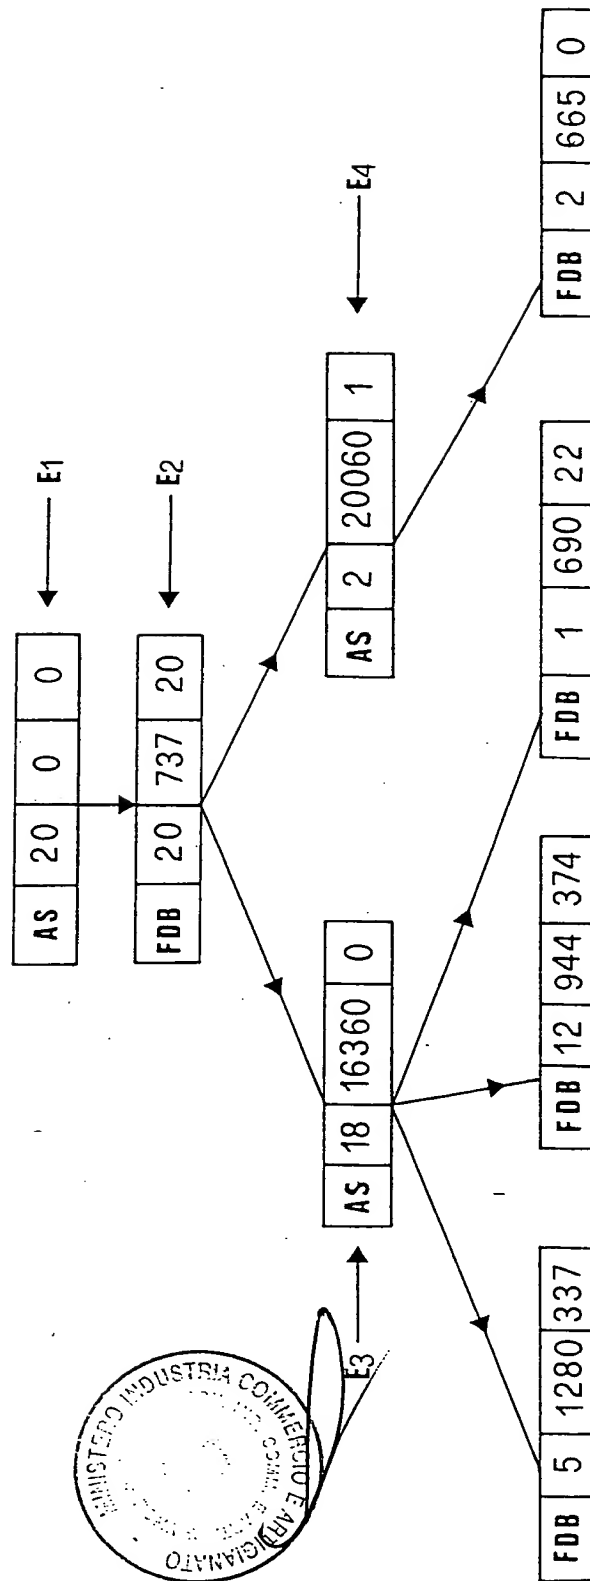 AS 20 0 0
E1
FDB 20 737 20
E2
E3
AS 18 16360 0
AS 2 20060 1
E4
FDB 5 1280 337
FDB 12 944 374
FDB 1 690 22
FDB 2 665 0
MINISTERO INDUSTRIA COMMERCIO E ARTIGIANATO